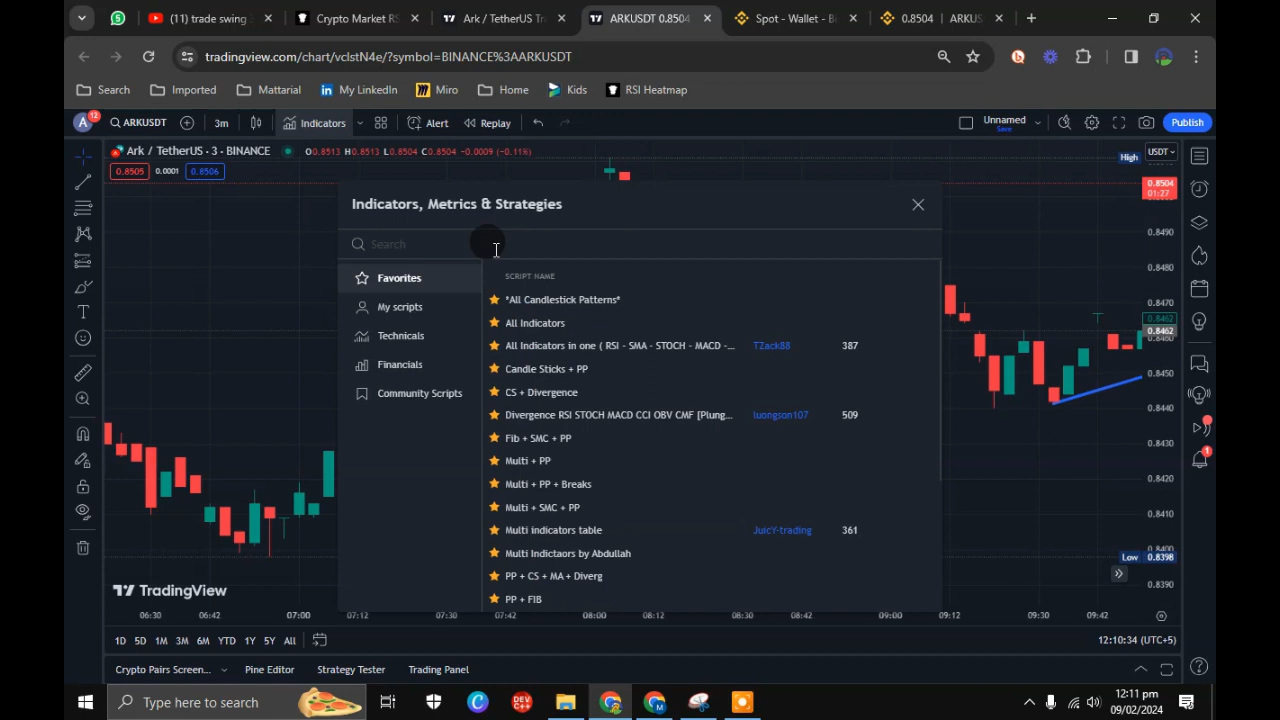 (11) trade swing
Crypto Market RS
Ark / TetherUS Tr
ARKUSDT 0.8504
Spot - Wallet - B
0.8504 | ARKUS
tradingview.com/chart/vclstN4e/?symbol=BINANCE%3AARKUSDT
Search
Imported
Mattarial
My LinkedIn
Miro
Home
Kids
RSI Heatmap
A
12
ARKUSDT
3m
Indicators
Alert
Replay
Unnamed
Save
Publish
Ark / TetherUS · 3 · BINANCE
O0.8513 H0.8513 L0.8504 C0.8504 -0.0009 (-0.11%)
High
USDT
0.8505
0.0001
0.8506
0.8504
01:27
Indicators, Metrics & Strategies
Search
Favorites
My scripts
Technicals
Financials
Community Scripts
SCRIPT NAME
*All Candlestick Patterns*
All Indicators
All Indicators in one ( RSI - SMA - STOCH - MACD -... TZack88 387
Candle Sticks + PP
CS + Divergence
Divergence RSI STOCH MACD CCI OBV CMF [Plung... luongson107 509
Fib + SMC + PP
Multi + PP
Multi + PP + Breaks
Multi + SMC + PP
Multi indicators table JuicY-trading 361
Multi Indictaors by Abdullah
PP + CS + MA + Diverg
PP + FIB
0.8490
0.8480
0.8470
0.8462
0.8462
0.8450
0.8440
0.8430
0.8420
0.8410
0.8400
Low
0.8398
0.8390
TradingView
06:30
06:42
07:00
07:12
07:30
07:42
08:00
08:12
08:30
08:42
09:00
09:12
09:30
09:42
1D 5D 1M 3M 6M YTD 1Y 5Y All
12:10:34 (UTC+5)
Crypto Pairs Screen...
Pine Editor
Strategy Tester
Trading Panel
Type here to search
DEV
C++
M
12:11 pm
09/02/2024
1